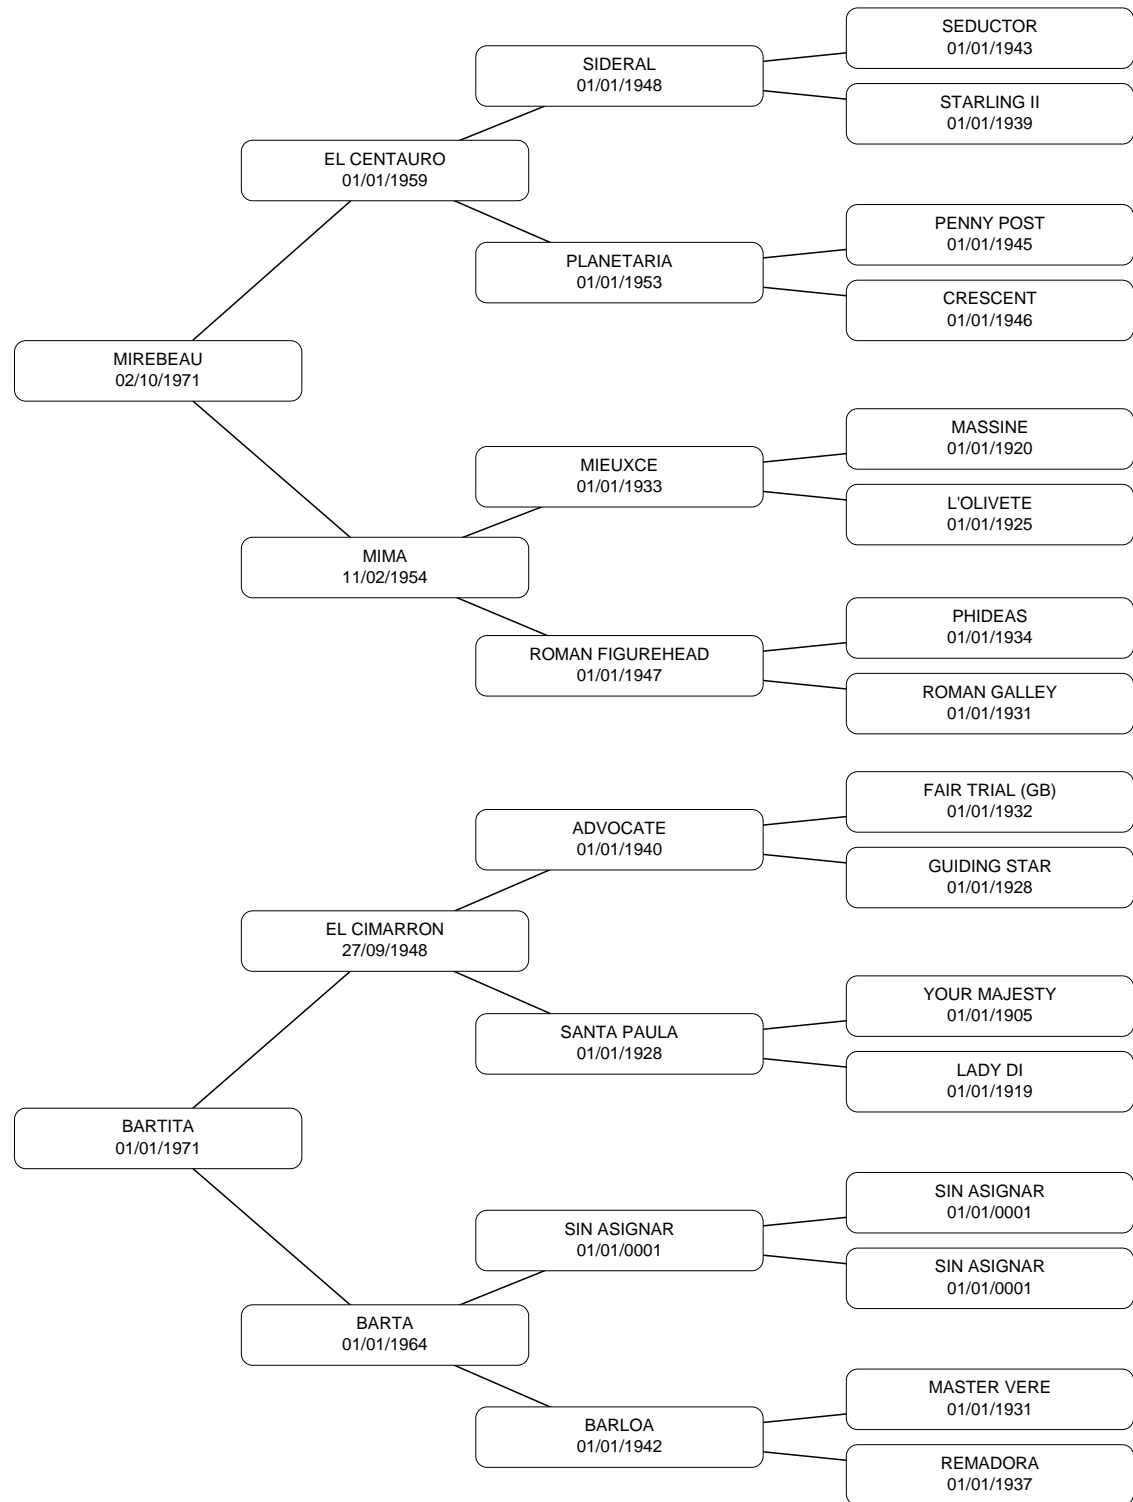 SEDUCTOR
01/01/1943
SIDERAL
01/01/1948
STARLING II
01/01/1939
EL CENTAURO
01/01/1959
PENNY POST
01/01/1945
PLANETARIA
01/01/1953
CRESCENT
01/01/1946
MIREBEAU
02/10/1971
MASSINE
01/01/1920
MIEUXCE
01/01/1933
L'OLIVETE
01/01/1925
MIMA
11/02/1954
PHIDEAS
01/01/1934
ROMAN FIGUREHEAD
01/01/1947
ROMAN GALLEY
01/01/1931
FAIR TRIAL (GB)
01/01/1932
ADVOCATE
01/01/1940
GUIDING STAR
01/01/1928
EL CIMARRON
27/09/1948
YOUR MAJESTY
01/01/1905
SANTA PAULA
01/01/1928
LADY DI
01/01/1919
BARTITA
01/01/1971
SIN ASIGNAR
01/01/0001
SIN ASIGNAR
01/01/0001
SIN ASIGNAR
01/01/0001
BARTA
01/01/1964
MASTER VERE
01/01/1931
BARLOA
01/01/1942
REMADORA
01/01/1937